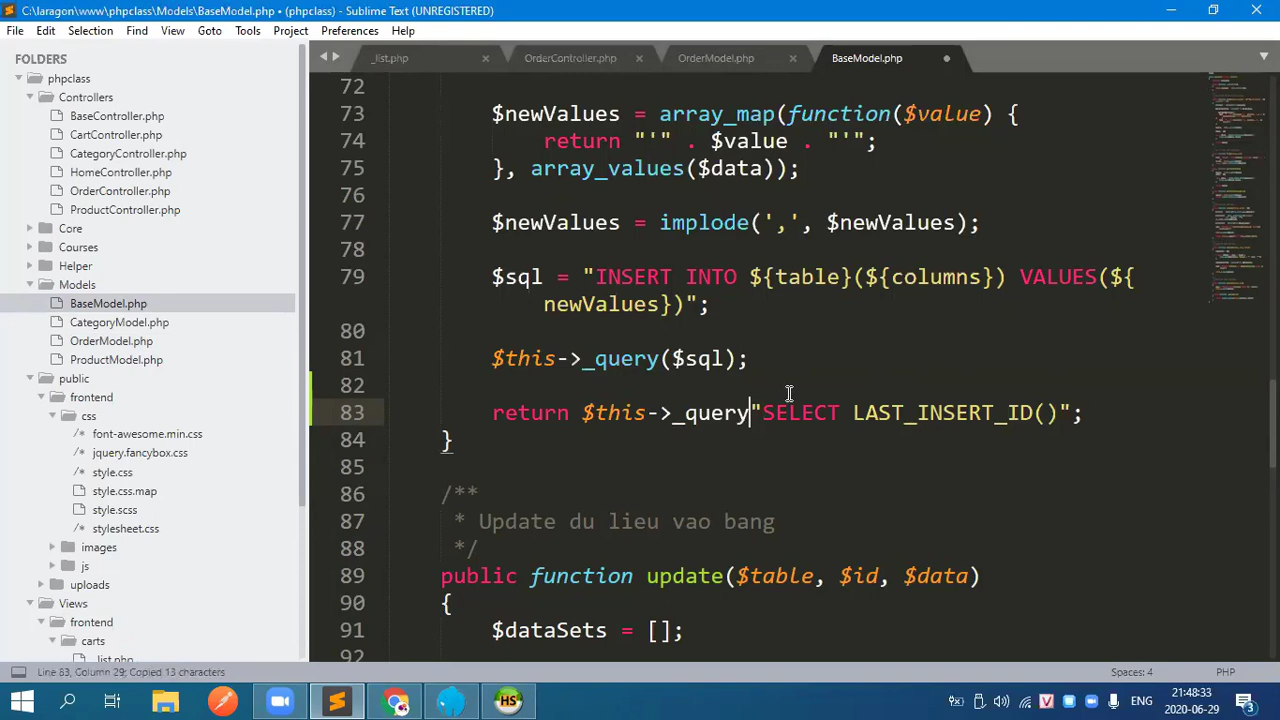 C:\laragon\www\phpclass\Models\BaseModel.php • (phpclass) - Sublime Text (UNREGISTERED)
File Edit Selection Find View Goto Tools Project Preferences Help
FOLDERS
phpclass
Controllers
BaseController.php
CartController.php
CategoryController.php
HomeController.php
OrderController.php
ProductController.php
Core
Courses
Helper
Models
BaseModel.php
CategoryModel.php
OrderModel.php
ProductModel.php
public
frontend
css
font-awesome.min.css
jquery.fancybox.css
style.css
style.css.map
style.scss
stylesheet.css
images
js
uploads
Views
frontend
carts
_list.php
_list.php OrderController.php OrderModel.php BaseModel.php
72
73 $newValues = array_map(function($value) {
74 return "'" . $value . "'";
75 }, array_values($data));
76
77 $newValues = implode(',', $newValues);
78
79 $sql = "INSERT INTO ${table}(${columns}) VALUES(${
newValues})";
80
81 $this->_query($sql);
82
83 return $this->_query"SELECT LAST_INSERT_ID()";
84 }
85
86 /**
87 * Update du lieu vao bang
88 */
89 public function update($table, $id, $data)
90 {
91 $dataSets = [];
92
Line 83, Column 29; Copied 13 characters Spaces: 4 PHP
HS
V
ENG
21:48:33
2020-06-29
3